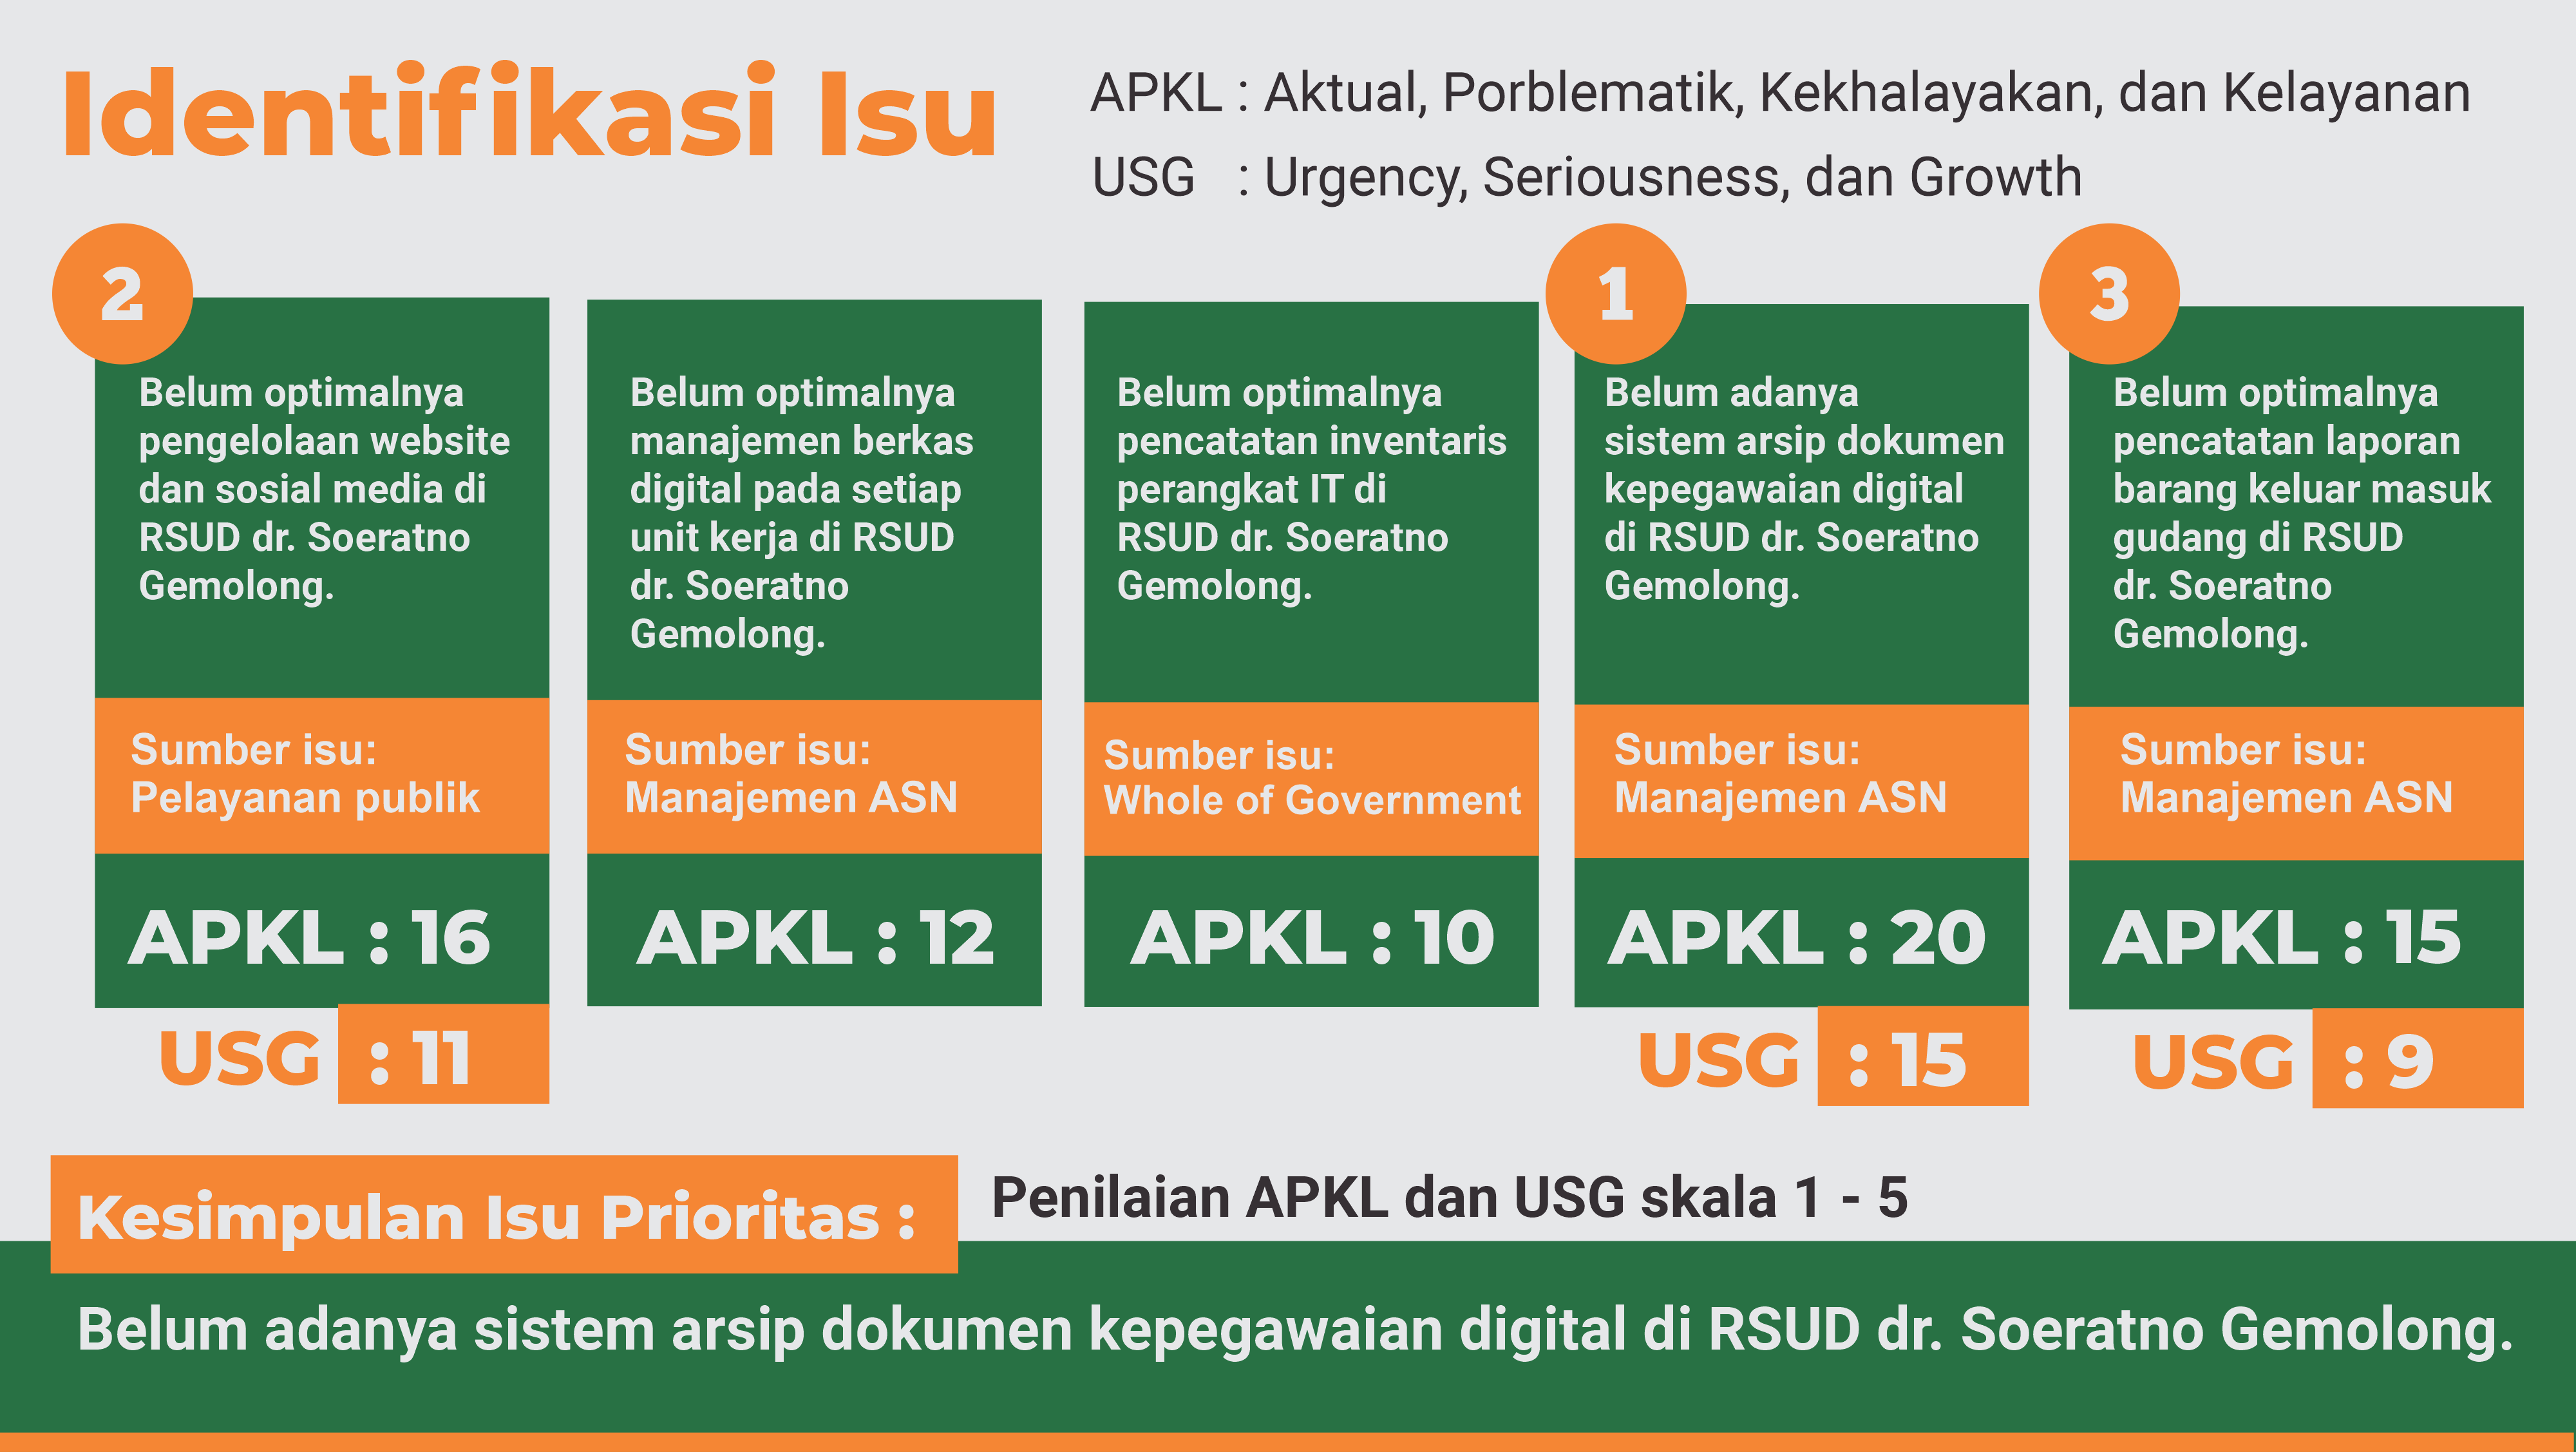 Identifikasi Isu
APKL : Aktual, Porblematik, Kekhalayakan, dan Kelayanan
USG : Urgency, Seriousness, dan Growth
2
Belum optimalnya
pengelolaan website
dan sosial media di
RSUD dr. Soeratno
Gemolong.
Sumber isu:
Pelayanan publik
APKL : 16
USG : 11
Belum optimalnya
manajemen berkas
digital pada setiap
unit kerja di RSUD
dr. Soeratno
Gemolong.
Sumber isu:
Manajemen ASN
APKL : 12
Belum optimalnya
pencatatan inventaris
perangkat IT di
RSUD dr. Soeratno
Gemolong.
Sumber isu:
Whole of Government
APKL : 10
1
Belum adanya
sistem arsip dokumen
kepegawaian digital
di RSUD dr. Soeratno
Gemolong.
Sumber isu:
Manajemen ASN
APKL : 20
USG : 15
3
Belum optimalnya
pencatatan laporan
barang keluar masuk
gudang di RSUD
dr. Soeratno
Gemolong.
Sumber isu:
Manajemen ASN
APKL : 15
USG : 9
Kesimpulan Isu Prioritas :
Penilaian APKL dan USG skala 1 - 5
Belum adanya sistem arsip dokumen kepegawaian digital di RSUD dr. Soeratno Gemolong.